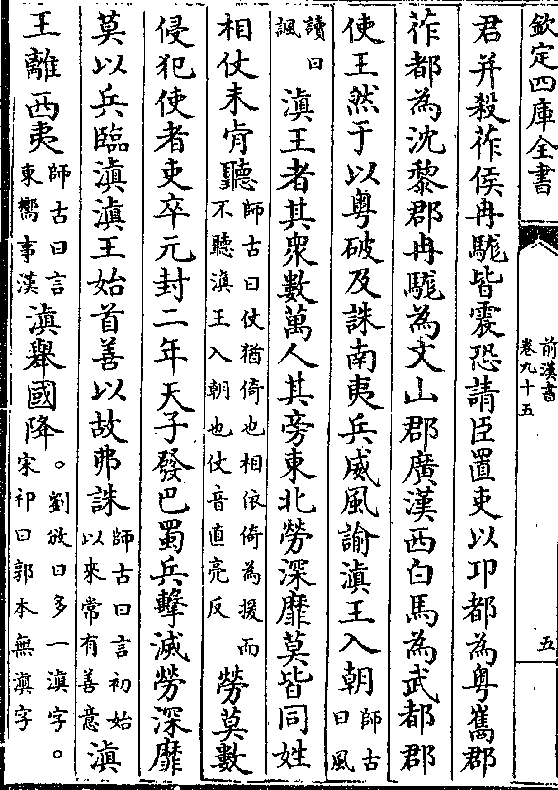 欽定四庫全書
前漢書
卷九十五
五
君并殺莋侯冉駹皆震恐請臣置吏以卭都為粤嶲郡
莋都為沈黎郡冉駹為文山郡廣漢西白馬為武都郡
使王然于以粤破及誅南夷兵威風諭滇王入朝師古曰風
讀曰諷滇王者其衆數萬人其旁東北勞深靡莫皆同姓
相仗未肯聽師古曰仗猶倚也相依倚為援而不聽滇王入朝也仗音直亮反勞莫數
侵犯使者吏卒元封二年天子發巴蜀兵擊滅勞深靡
莫以兵臨滇滇王始首善以故弗誅師古曰言初始以來常有善意滇
王離西夷師古曰言東嚮事漢滇舉國降。劉攽曰多一滇字。宋祁曰郭本無滇字